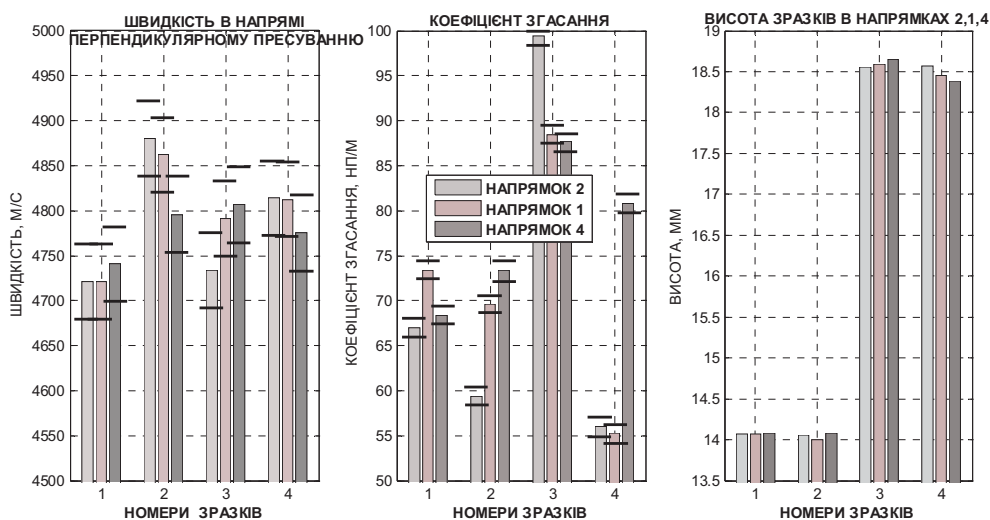 ШВИДКІСТЬ В НАПРЯМІ
ПЕРПЕНДИКУЛЯРНОМУ ПРЕСУВАННЮ
5000
4950
4900
4850
4800
4750
4700
4650
4600
4550
4500
ШВИДКІСТЬ, М/С
1 2 3 4
НОМЕРИ ЗРАЗКІВ
КОЕФІЦІЄНТ ЗГАСАННЯ
100
95
90
85
80
75
70
65
60
55
50
КОЕФІЦІЄНТ ЗГАСАННЯ, НП/М
НАПРЯМОК 2
НАПРЯМОК 1
НАПРЯМОК 4
1 2 3 4
НОМЕРИ ЗРАЗКІВ
ВИСОТА ЗРАЗКІВ В НАПРЯМКАХ 2,1,4
19
18.5
18
17.5
17
16.5
16
15.5
15
14.5
14
13.5
ВИСОТА, ММ
1 2 3 4
НОМЕРИ ЗРАЗКІВ